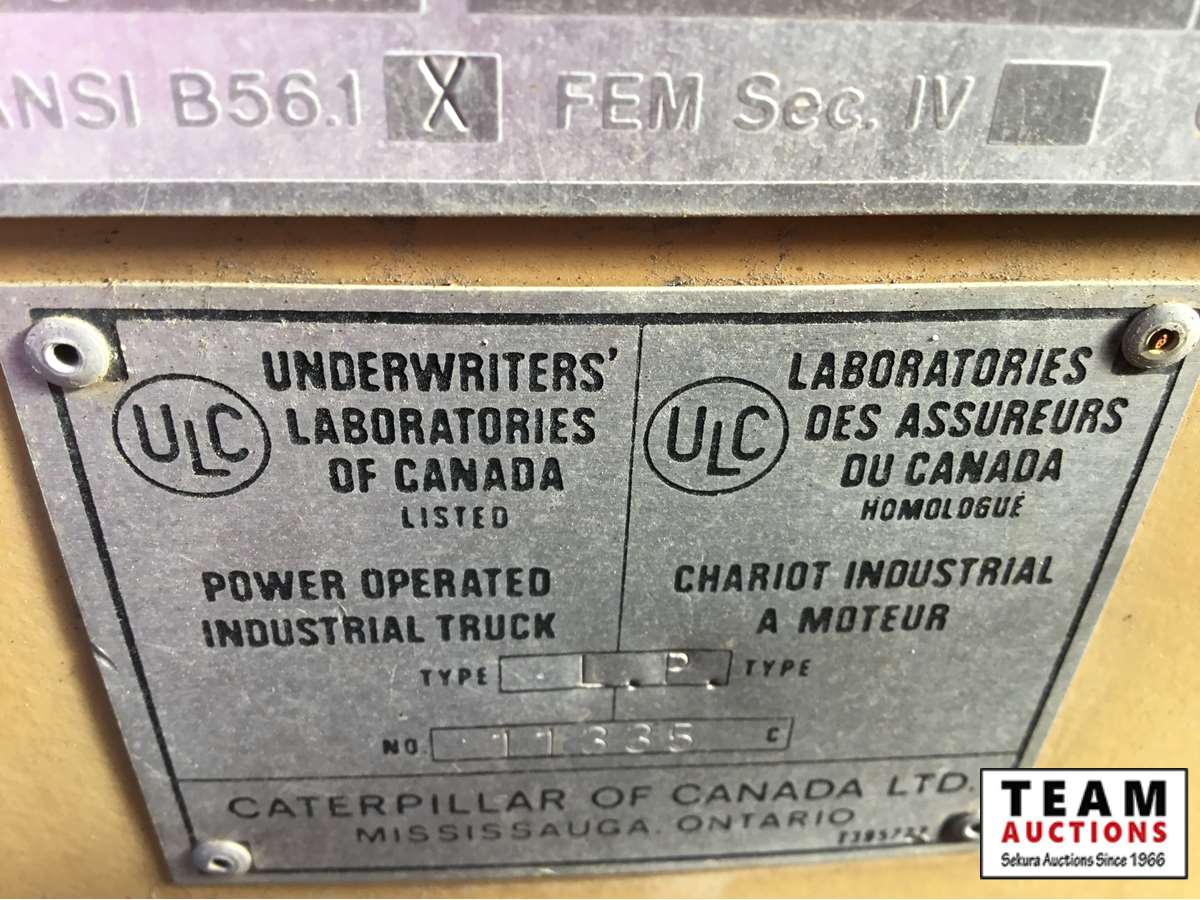 ANSI B56.1 X FEM Sec. IV
ULC
UNDERWRITERS'
LABORATORIES
OF CANADA
LISTED
POWER OPERATED
INDUSTRIAL TRUCK
ULC
LABORATORIES
DES ASSUREURS
DU CANADA
HOMOLOGUÉ
CHARIOT INDUSTRIAL
A MOTEUR
TYPE L.P. TYPE
NO. 11335 C
CATERPILLAR OF CANADA LTD.
MISSISSAUGA, ONTARIO
TEAM
AUCTIONS
Sekura Auctions Since 1966